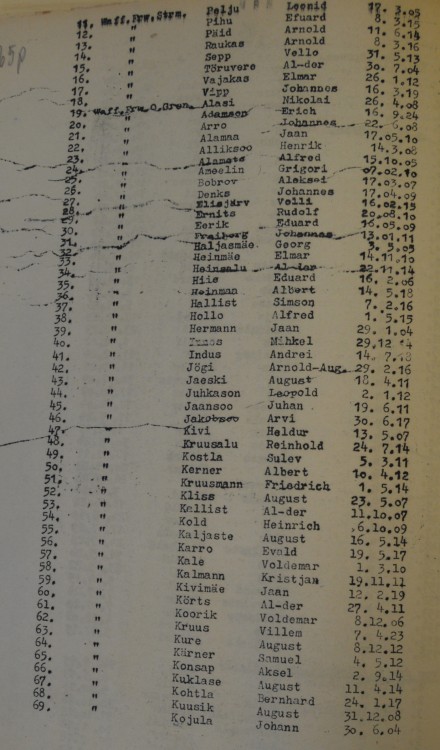 11. Waff.Frw.Strm. Pelju Leonid 17. 3.05
12. " Pihu Efuard 8. 3.15
13. " Päid Arnold 11. 6.14
14. " Raukas Arnold 8. 3.16
15. " Sepp Vello 31. 5.13
16. " Töruvere Al-der 30. 7.04
17. " Vajakas Elmar 26. 1.12
18. " Vipp Johannes 16. 3.19
19. Waff.Frw.O.Gren. Alasi Nikolai 26. 4.08
20. " Adamson Erich 16. 9.24
21. " Arro Johannes 22. 6.08
22. " Alaman Jaan 17.05.10
23. " Alliksoo Henrik 14.3.08
24. " Alamets Alfred 15.10.05
25. " Ameelin Grigori 07.02.10
26. " Bobrov Aleksei 17.03.07
27. " Denks Johannes 17.04.09
28. " Elisjärv Velli 16.02.15
29. " Ernits Rudolf 20.08.10
30. " Eerik Eduard 16.05.09
31. " Freiberg Johannes 13.01.11
32. " Haljasmäe Georg 3. 5.05
33. " Heinmäe Elmar 14.11.10
34. " Heinsalu Al-der 22.11.14
35. " Hiie Eduard 16. 2.06
36. " Heinman Albert 14. 5.18
37. " Hallist Simson 7. 2.16
38. " Hollo Alfred 1. 5.15
39. " Hermann Jaan 29. 1.04
40. " Mihkel 29.12
41. " Indus Andrei 14. 7.18
42. " Jögi Arnold-Aug. 29. 2.16
43. " Jaeski August 18. 4.11
44. " Juhkason Leopold 2. 1.12
45. " Jaansoo Juhan 19. 6.11
46. " Jakobsoo Arvi 30. 6.17
47. " Kivi Heldur 13. 5.07
48. " Kruusalu Reinhold 24. 7.14
49. " Kostla Sulev 5. 3.11
50. " Kerner Albert 10. 4.12
51. " Kruusmann Friedrich 1. 5.14
52. " Kliss August 23. 5.07
53. " Kallist Al-der 11.10.07
54. " Kold Heinrich 6.10.09
55. " Kaljaste August 16. 5.14
56. " Karro Evald 19. 5.17
57. " Kale Voldemar 1. 3.10
58. " Kalmann Kristjan 19.11.11
59. " Kivimäe Jaan 12. 2.19
60. " Körts Al-der 27. 4.11
61. " Koorik Voldemar 8.12.06
62. " Kruus Villem 7. 4.23
63. " Kure August 8.12.12
64. " Kärner Samuel 4. 5.12
65. " Konsap Aksel 2. 9.14
66. " Kuklase August 11. 4.14
67. " Kohtla Bernhard 24. 1.17
68. " Kuusik August 31.12.08
69. " Kojula Johann 30. 6.04